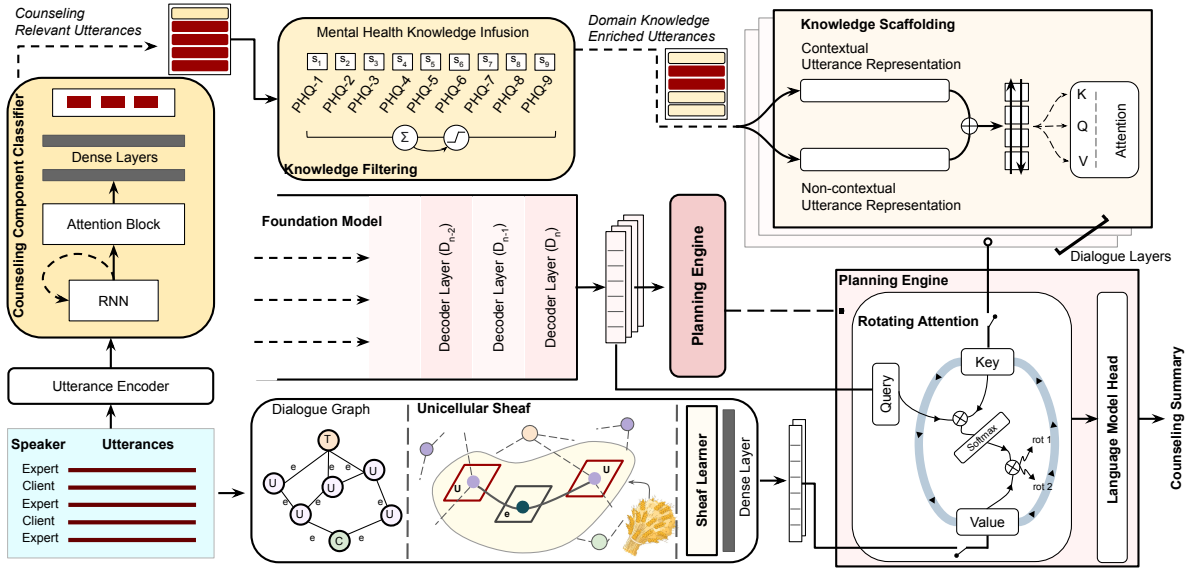 Counseling
Relevant Utterances
Mental Health Knowledge Infusion
S1 S2 S3 S4 S5 S6 S7 S8 S9
PHQ-1 PHQ-2 PHQ-3 PHQ-4 PHQ-5 PHQ-6 PHQ-7 PHQ-8 PHQ-9
Σ
Knowledge Filtering
Domain Knowledge
Enriched Utterances
Knowledge Scaffolding
Contextual
Utterance Representation
Non-contextual
Utterance Representation
K
Q
V
Attention
Dialogue Layers
Counseling Component Classifier
Dense Layers
Attention Block
RNN
Utterance Encoder
Speaker Utterances
Expert
Client
Expert
Client
Expert
Foundation Model
Decoder Layer (Dn-2)
Decoder Layer (Dn-1)
Decoder Layer (Dn)
Planning Engine
Dialogue Graph
T
e e e
U U U
e e e
U U
e e
C
Unicellular Sheaf
U
e
U
Sheaf Learner
Dense Layer
Planning Engine
Rotating Attention
Key
Query
Softmax
rot 1
rot 2
Value
Language Model Head
Counseling Summary